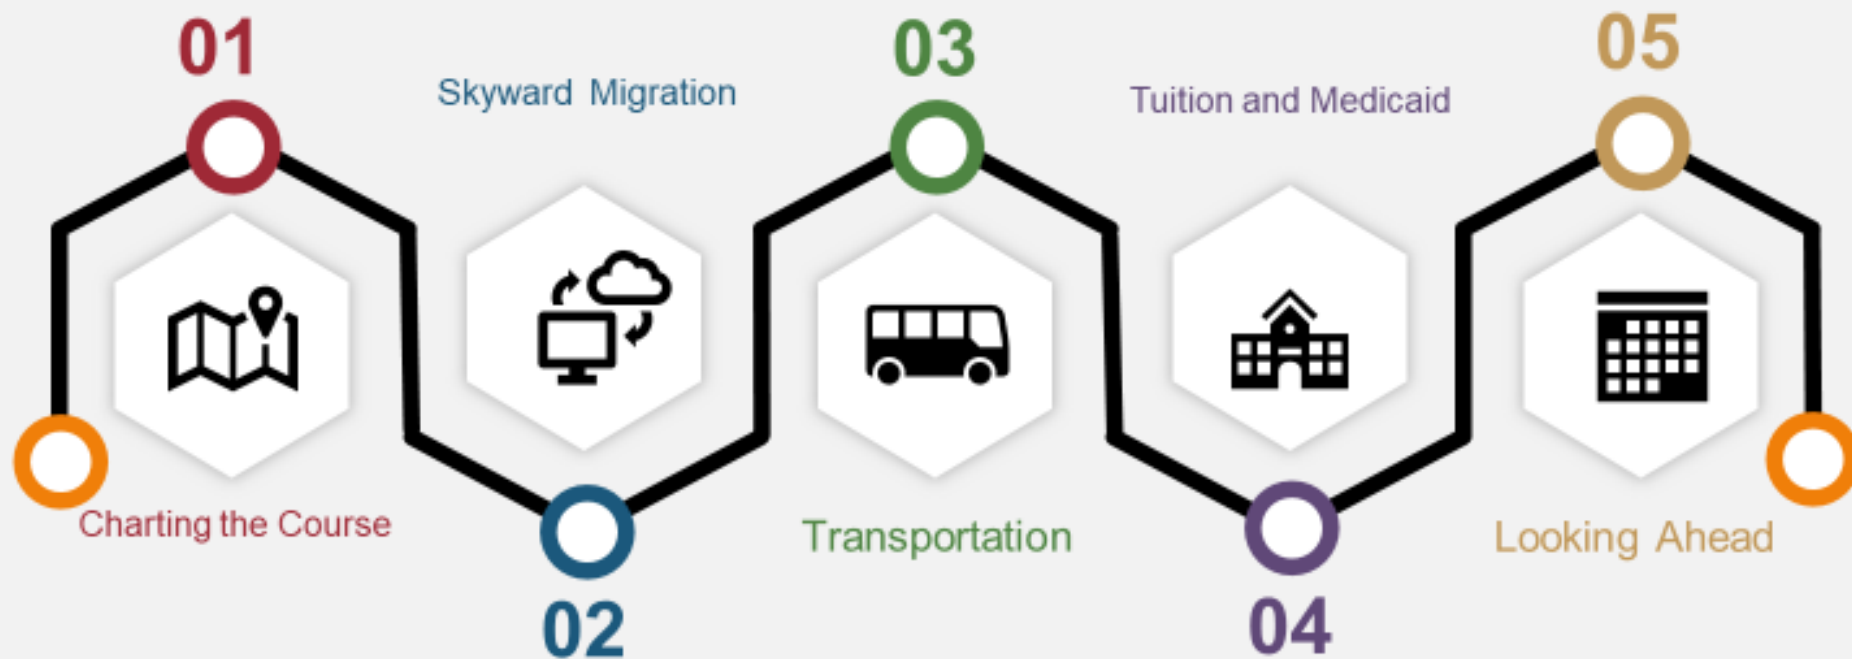 01
Charting the Course
Skyward Migration
02
03
Transportation
Tuition and Medicaid
04
05
Looking Ahead